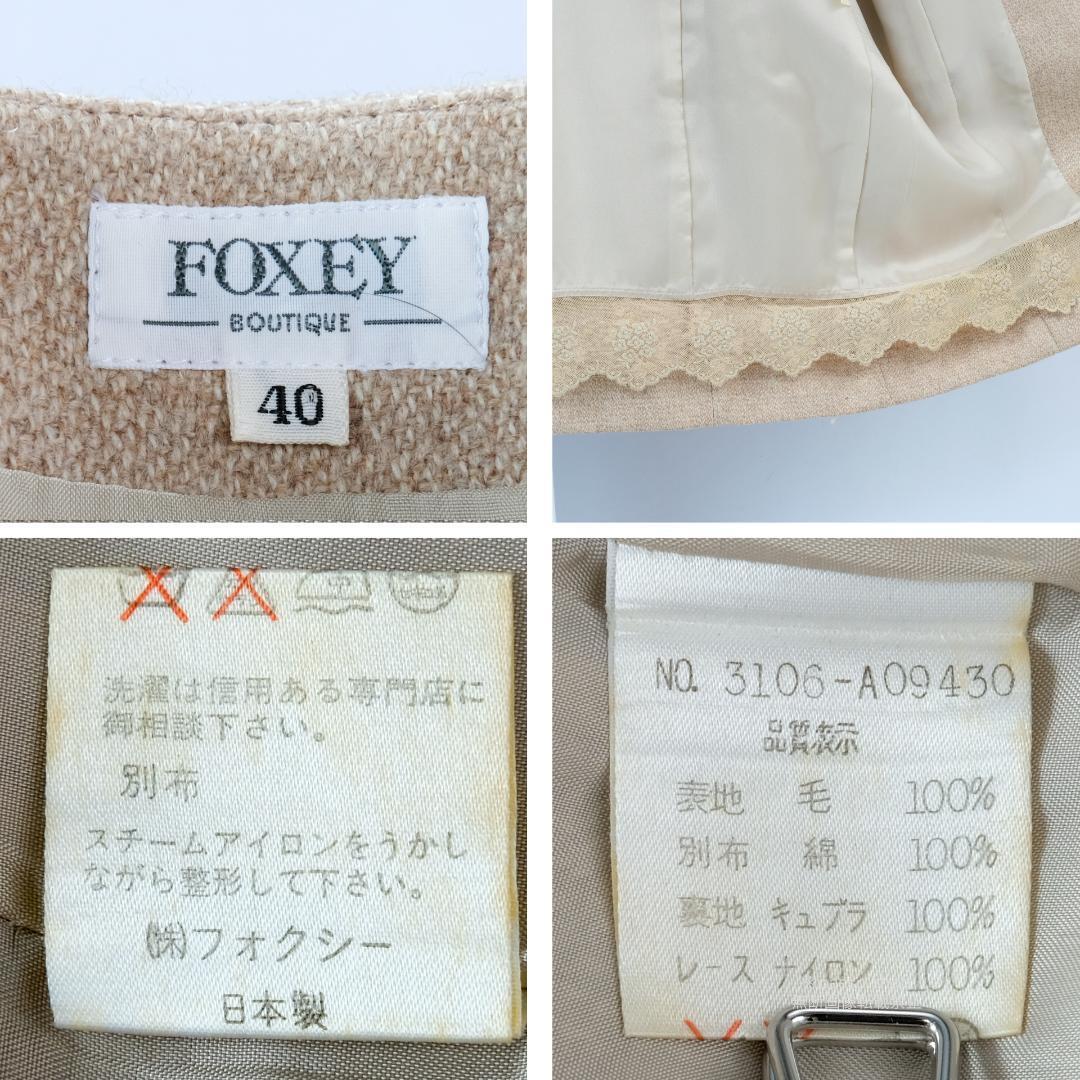 FOXEY
BOUTIQUE
40
洗濯は信用ある専門店に
御相談下さい。
別布
スチームアイロンをうかし
ながら整形して下さい。
㈱フォクシー
日本製
NO. 3106-A09430
品質表示
表地 毛 100%
別布 綿 100%
裏地 キュプラ 100%
レース ナイロン 100%